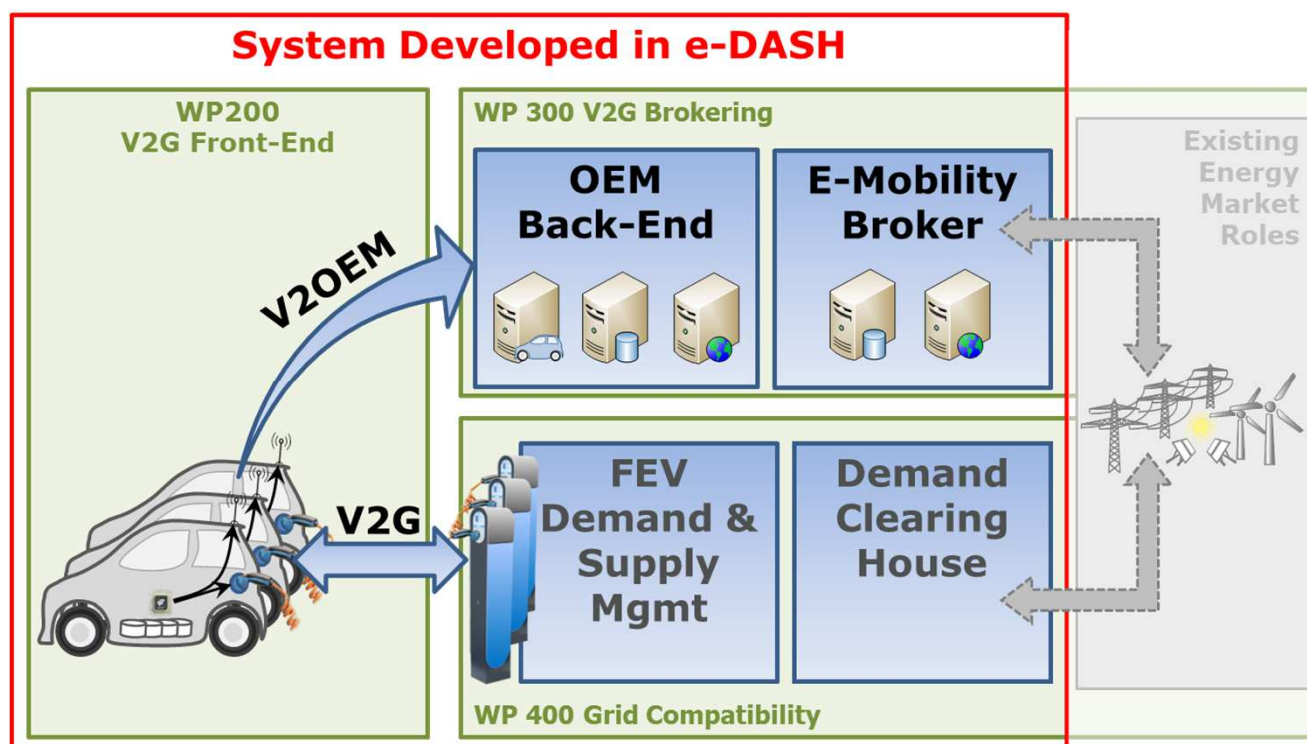 System Developed in e-DASH
WP200
V2G Front-End
WP 300 V2G Brokering
OEM
Back-End
E-Mobility
Broker
Existing
Energy
Market
Roles
V2OEM
V2G
FEV
Demand &
Supply
Mgmt
Demand
Clearing
House
WP 400 Grid Compatibility